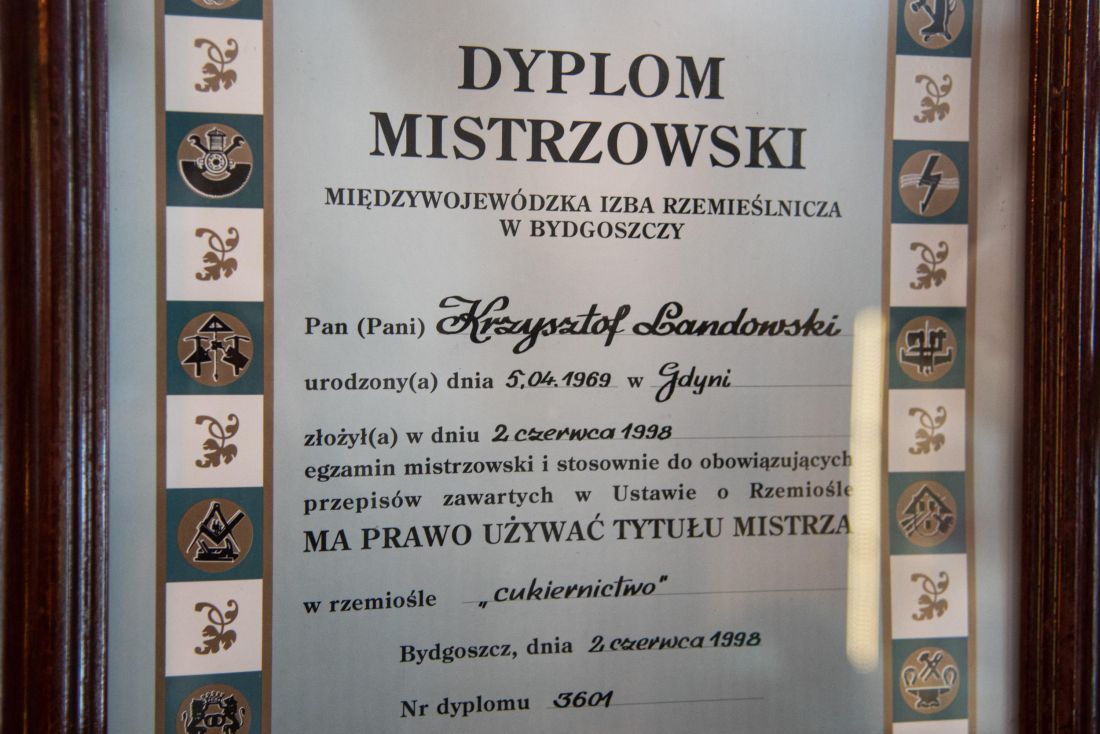 DYPLOM
MISTRZOWSKI
MIĘDZYWOJEWÓDZKA IZBA RZEMIEŚLNICZA
W BYDGOSZCZY
Pan (Pani) Krzysztof Landowski
urodzony(a) dnia 5.04.1969 w Gdyni
złożył(a) w dniu 2 czerwca 1998
egzamin mistrzowski i stosownie do obowiązujących
przepisów zawartych w Ustawie o Rzemiośle
MA PRAWO UŻYWAĆ TYTUŁU MISTRZA
w rzemiośle „cukiernictwo"
Bydgoszcz, dnia 2 czerwca 1998
Nr dyplomu 3601